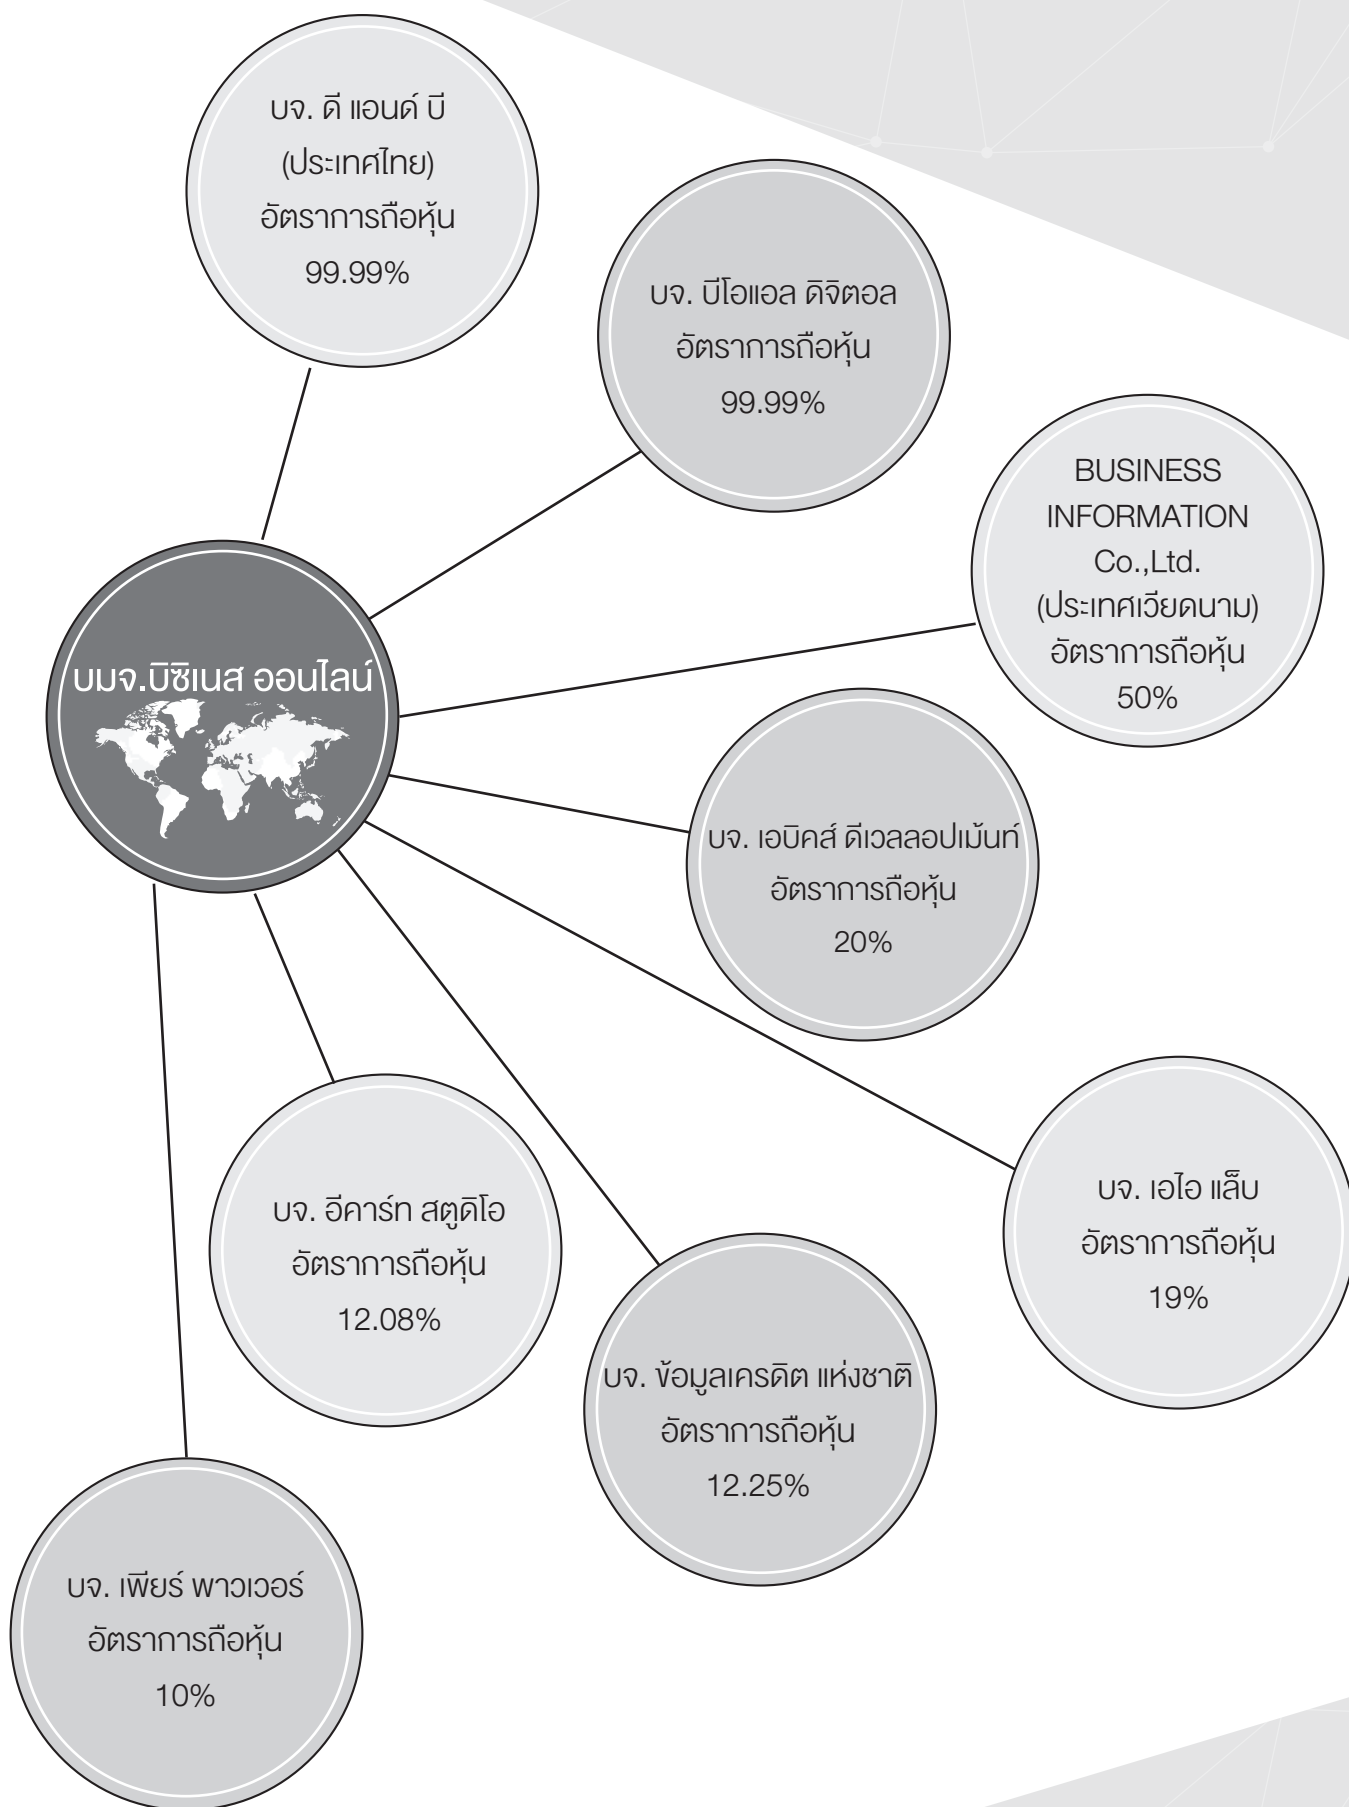 บจ. ดี แอนด์ บี
(ประเทศไทย)
อัตราการถือหุ้น
99.99%
บจ. บีโอแอล ดิจิตอล
อัตราการถือหุ้น
99.99%
BUSINESS
INFORMATION
Co.,Ltd.
(ประเทศเวียดนาม)
อัตราการถือหุ้น
50%
บมจ.บิซิเนส ออนไลน์
บจ. เอบิคส์ ดีเวลลอปเม้นท์
อัตราการถือหุ้น
20%
บจ. เอไอ แล็บ
อัตราการถือหุ้น
19%
บจ. อีคาร์ท สตูดิโอ
อัตราการถือหุ้น
12.08%
บจ. ข้อมูลเครดิต แห่งชาติ
อัตราการถือหุ้น
12.25%
บจ. เพียร์ พาวเวอร์
อัตราการถือหุ้น
10%